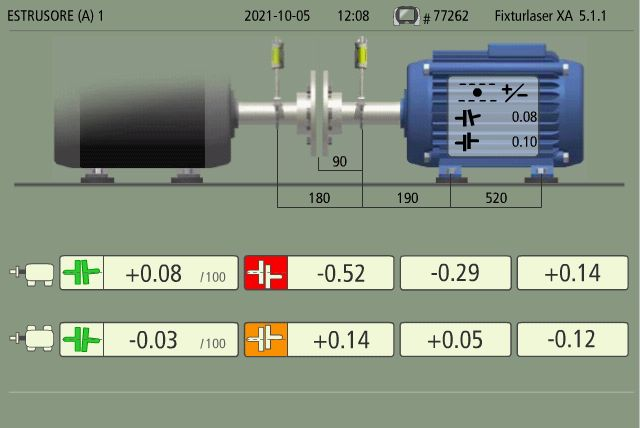 ESTRUSORE (A) 1 2021-10-05 12:08 # 77262 Fixturlaser XA 5.1.1
+/-
0.08
0.10
90
180 190 520
+0.08 /100 -0.52 -0.29 +0.14
-0.03 /100 +0.14 +0.05 -0.12